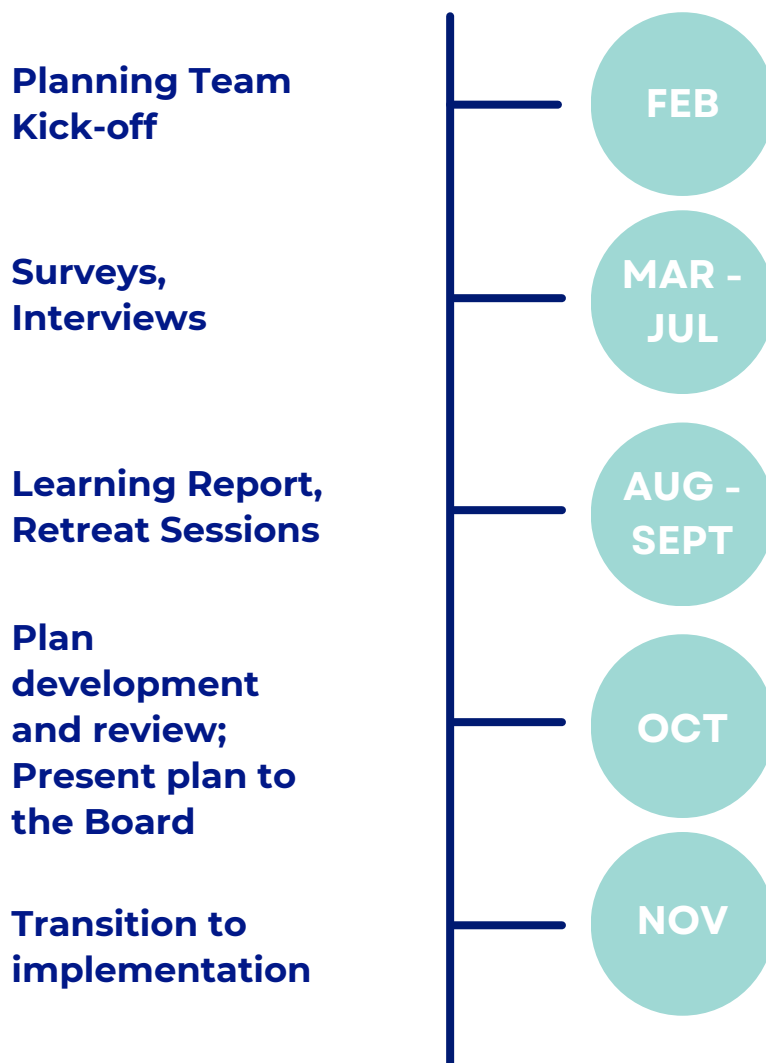 Planning Team
Kick-off
FEB
Surveys,
Interviews
MAR -
JUL
Learning Report,
Retreat Sessions
AUG -
SEPT
Plan
development
and review;
Present plan to
the Board
OCT
Transition to
implementation
NOV